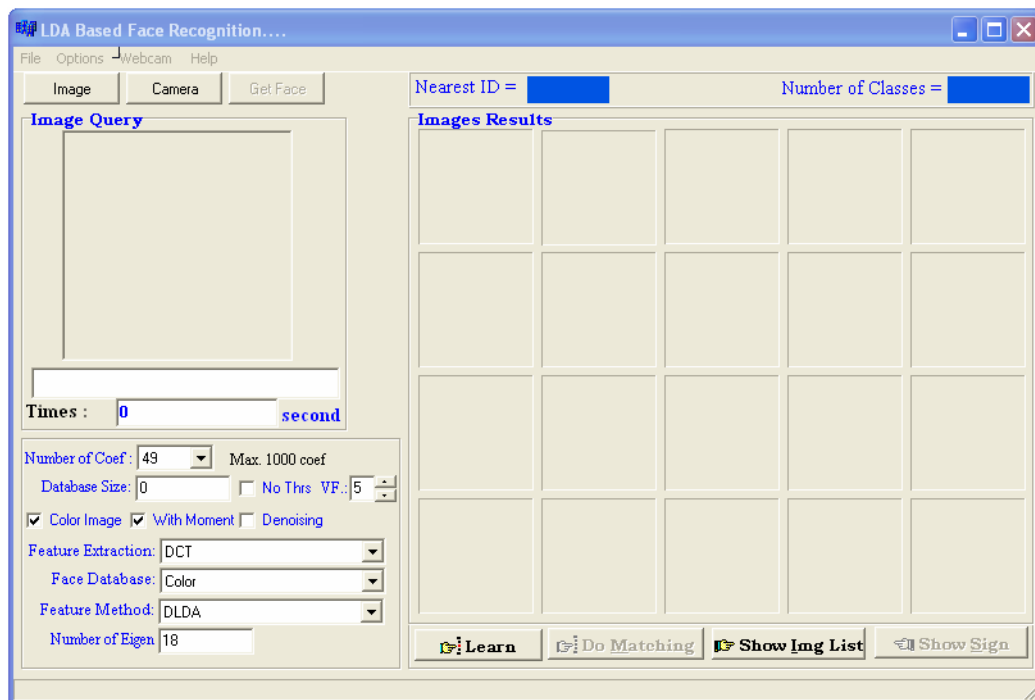 LDA Based Face Recognition....
File Options Webcam Help
Image Camera Get Face
Nearest ID = Number of Classes =
Image Query
Images Results
Times : 0 second
Number of Coef : 49 Max. 1000 coef
Database Size: 0 No Thrs VF.: 5
Color Image With Moment Denoising
Feature Extraction: DCT
Face Database: Color
Feature Method: DLDA
Number of Eigen 18
Learn Do Matching Show Img List Show Sign